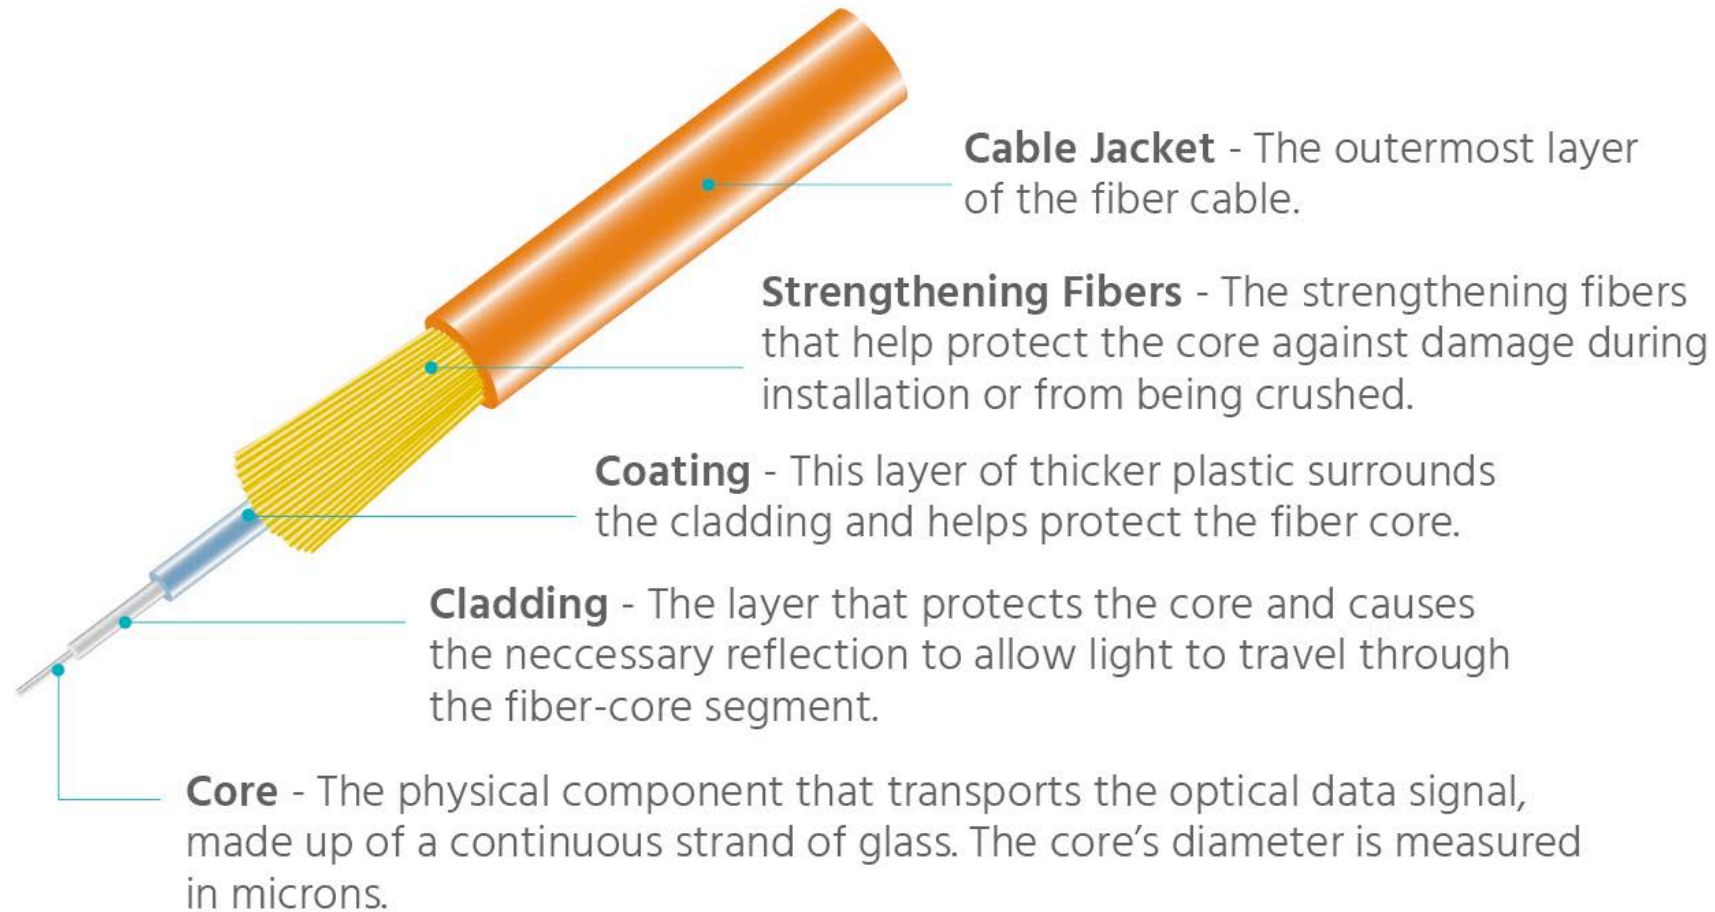 Cable Jacket - The outermost layer
of the fiber cable.
Strengthening Fibers - The strengthening fibers
that help protect the core against damage during
installation or from being crushed.
Coating - This layer of thicker plastic surrounds
the cladding and helps protect the fiber core.
Cladding - The layer that protects the core and causes
the neccessary reflection to allow light to travel through
the fiber-core segment.
Core - The physical component that transports the optical data signal,
made up of a continuous strand of glass. The core’s diameter is measured
in microns.